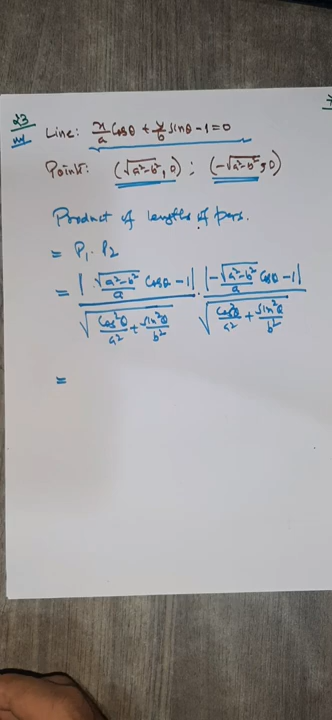 23
Line: x/a cosθ + y/b sinθ - 1 = 0
Points: (√a²-b², 0) ; (-√a²-b², 0)
Product of lengths of pers.
= P₁ . P₂
= |√a²-b²/a cosθ - 1| / √cos²θ/a² + sin²θ/b² . |-√a²-b²/a cosθ - 1| / √cos²θ/a² + sin²θ/b²
=